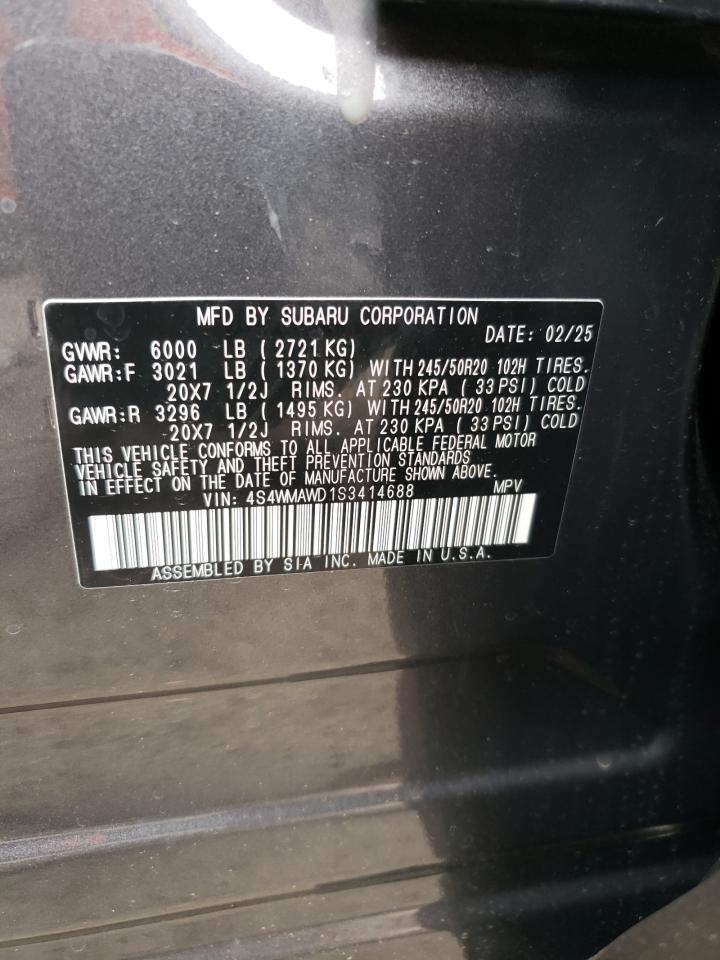 MFD BY SUBARU CORPORATION
DATE: 02/25
GVWR: 6000 LB ( 2721 KG)
GAWR:F 3021 LB ( 1370 KG) WITH 245/50R20 102H TIRES.
20X7 1/2J RIMS. AT 230 KPA ( 33 PSI) COLD
GAWR:R 3296 LB ( 1495 KG) WITH 245/50R20 102H TIRES.
20X7 1/2J RIMS. AT 230 KPA ( 33 PSI) COLD
THIS VEHICLE CONFORMS TO ALL APPLICABLE FEDERAL MOTOR
VEHICLE SAFETY AND THEFT PREVENTION STANDARDS
IN EFFECT ON THE DATE OF MANUFACTURE SHOWN ABOVE.
VIN: 4S4WMAWD1S3414688 MPV
ASSEMBLED BY SIA INC. MADE IN U.S.A.